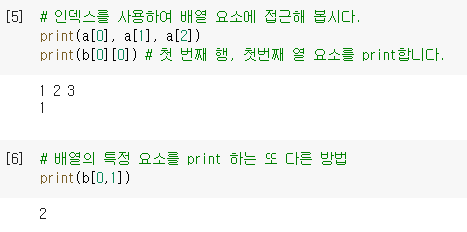 [5] # 인덱스를 사용하여 배열 요소에 접근해 봅시다.
print(a[0], a[1], a[2])
print(b[0][0]) # 첫 번째 행, 첫번째 열 요소를 print합니다.
1 2 3
1
[6] # 배열의 특정 요소를 print 하는 또 다른 방법
print(b[0,1])
2